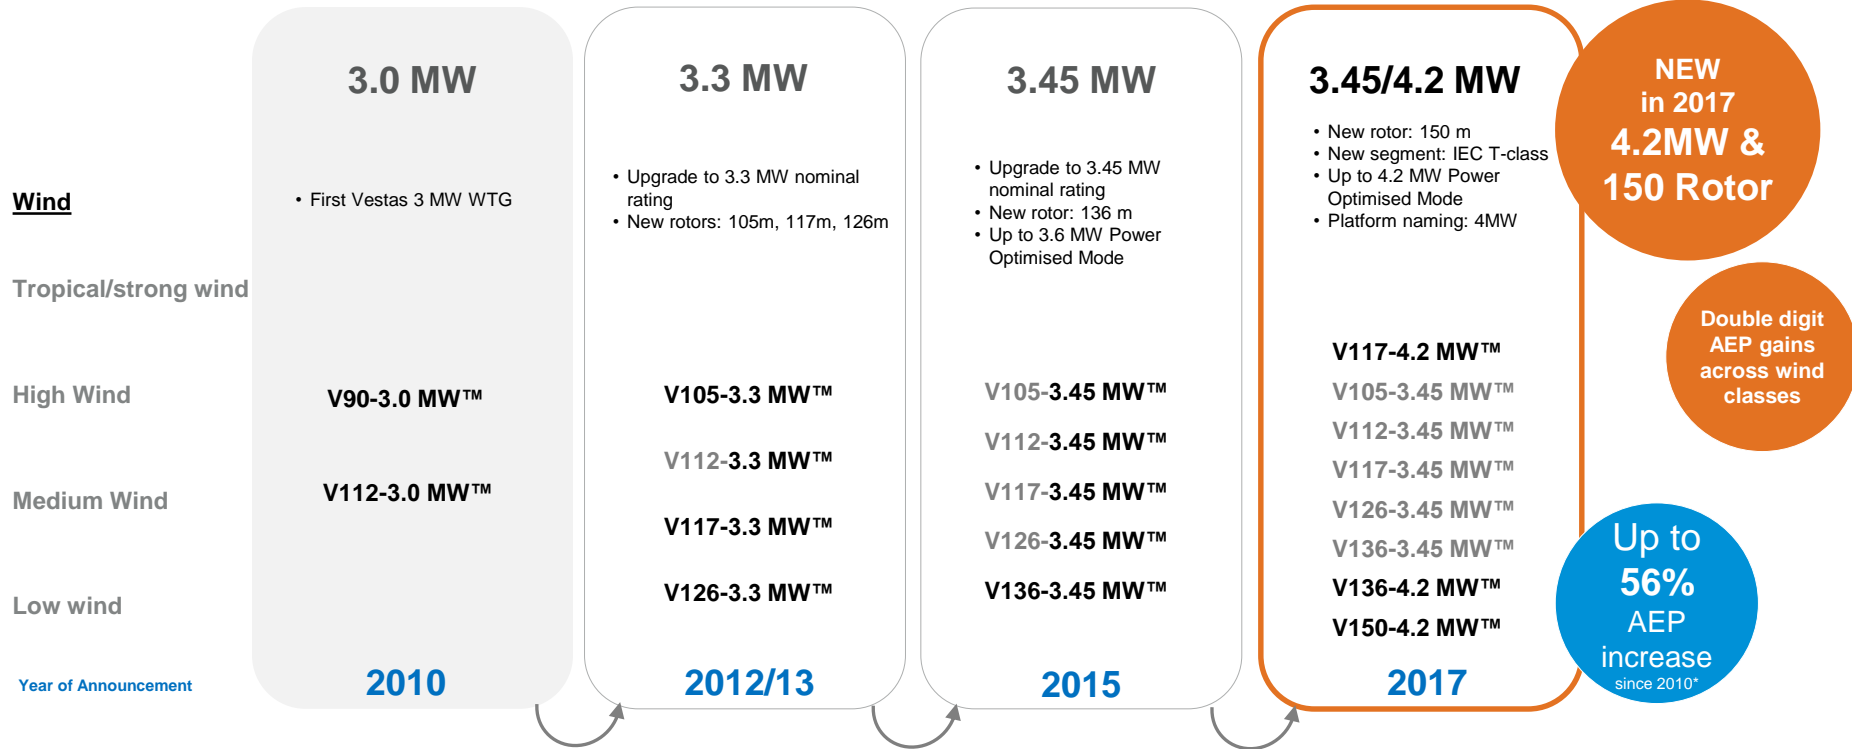 Wind
Tropical/strong wind
High Wind
Medium Wind
Low wind
Year of Announcement
3.0 MW
• First Vestas 3 MW WTG
V90-3.0 MW™
V112-3.0 MW™
2010
3.3 MW
• Upgrade to 3.3 MW nominal
rating
• New rotors: 105m, 117m, 126m
V105-3.3 MW™
V112-3.3 MW™
V117-3.3 MW™
V126-3.3 MW™
2012/13
3.45 MW
• Upgrade to 3.45 MW
nominal rating
• New rotor: 136 m
• Up to 3.6 MW Power
Optimised Mode
V105-3.45 MW™
V112-3.45 MW™
V117-3.45 MW™
V126-3.45 MW™
V136-3.45 MW™
2015
3.45/4.2 MW
• New rotor: 150 m
• New segment: IEC T-class
• Up to 4.2 MW Power
Optimised Mode
• Platform naming: 4MW
V117-4.2 MW™
V105-3.45 MW™
V112-3.45 MW™
V117-3.45 MW™
V126-3.45 MW™
V136-3.45 MW™
V136-4.2 MW™
V150-4.2 MW™
2017
NEW
in 2017
4.2MW &
150 Rotor
Double digit
AEP gains
across wind
classes
Up to
56%
AEP
increase
since 2010*